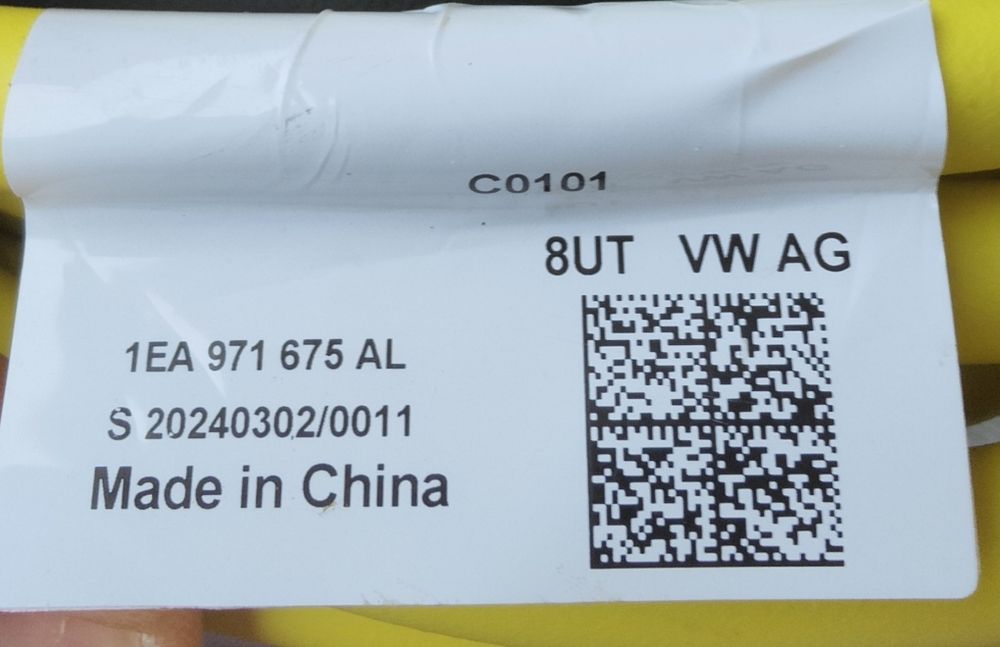 C0101
8UT VW AG
1EA 971 675 AL
S 20240302/0011
Made in China